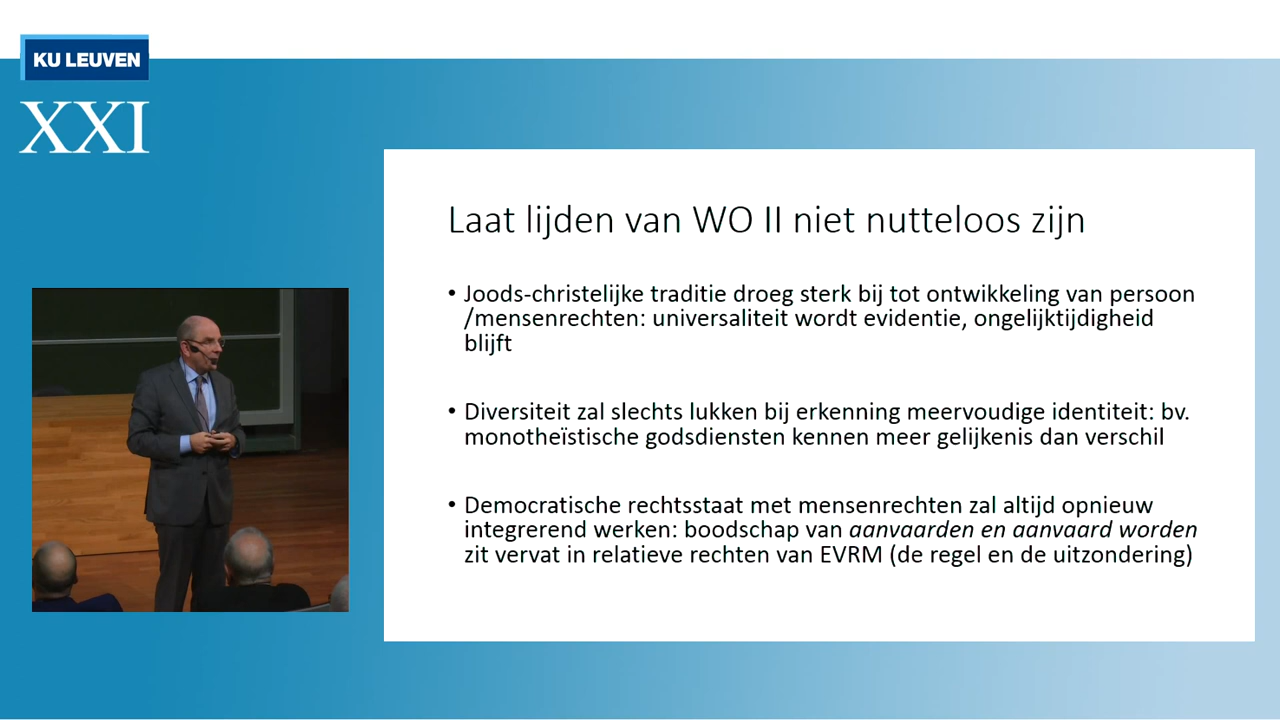 KU LEUVEN
XXI
Laat lijden van WO II niet nutteloos zijn
• Joods-christelijke traditie droeg sterk bij tot ontwikkeling van persoon
/mensenrechten: universaliteit wordt evidentie, ongelijktijdigheid
blijft
• Diversiteit zal slechts lukken bij erkenning meervoudige identiteit: bv.
monotheïstische godsdiensten kennen meer gelijkenis dan verschil
• Democratische rechtsstaat met mensenrechten zal altijd opnieuw
integrerend werken: boodschap van aanvaarden en aanvaard worden
zit vervat in relatieve rechten van EVRM (de regel en de uitzondering)